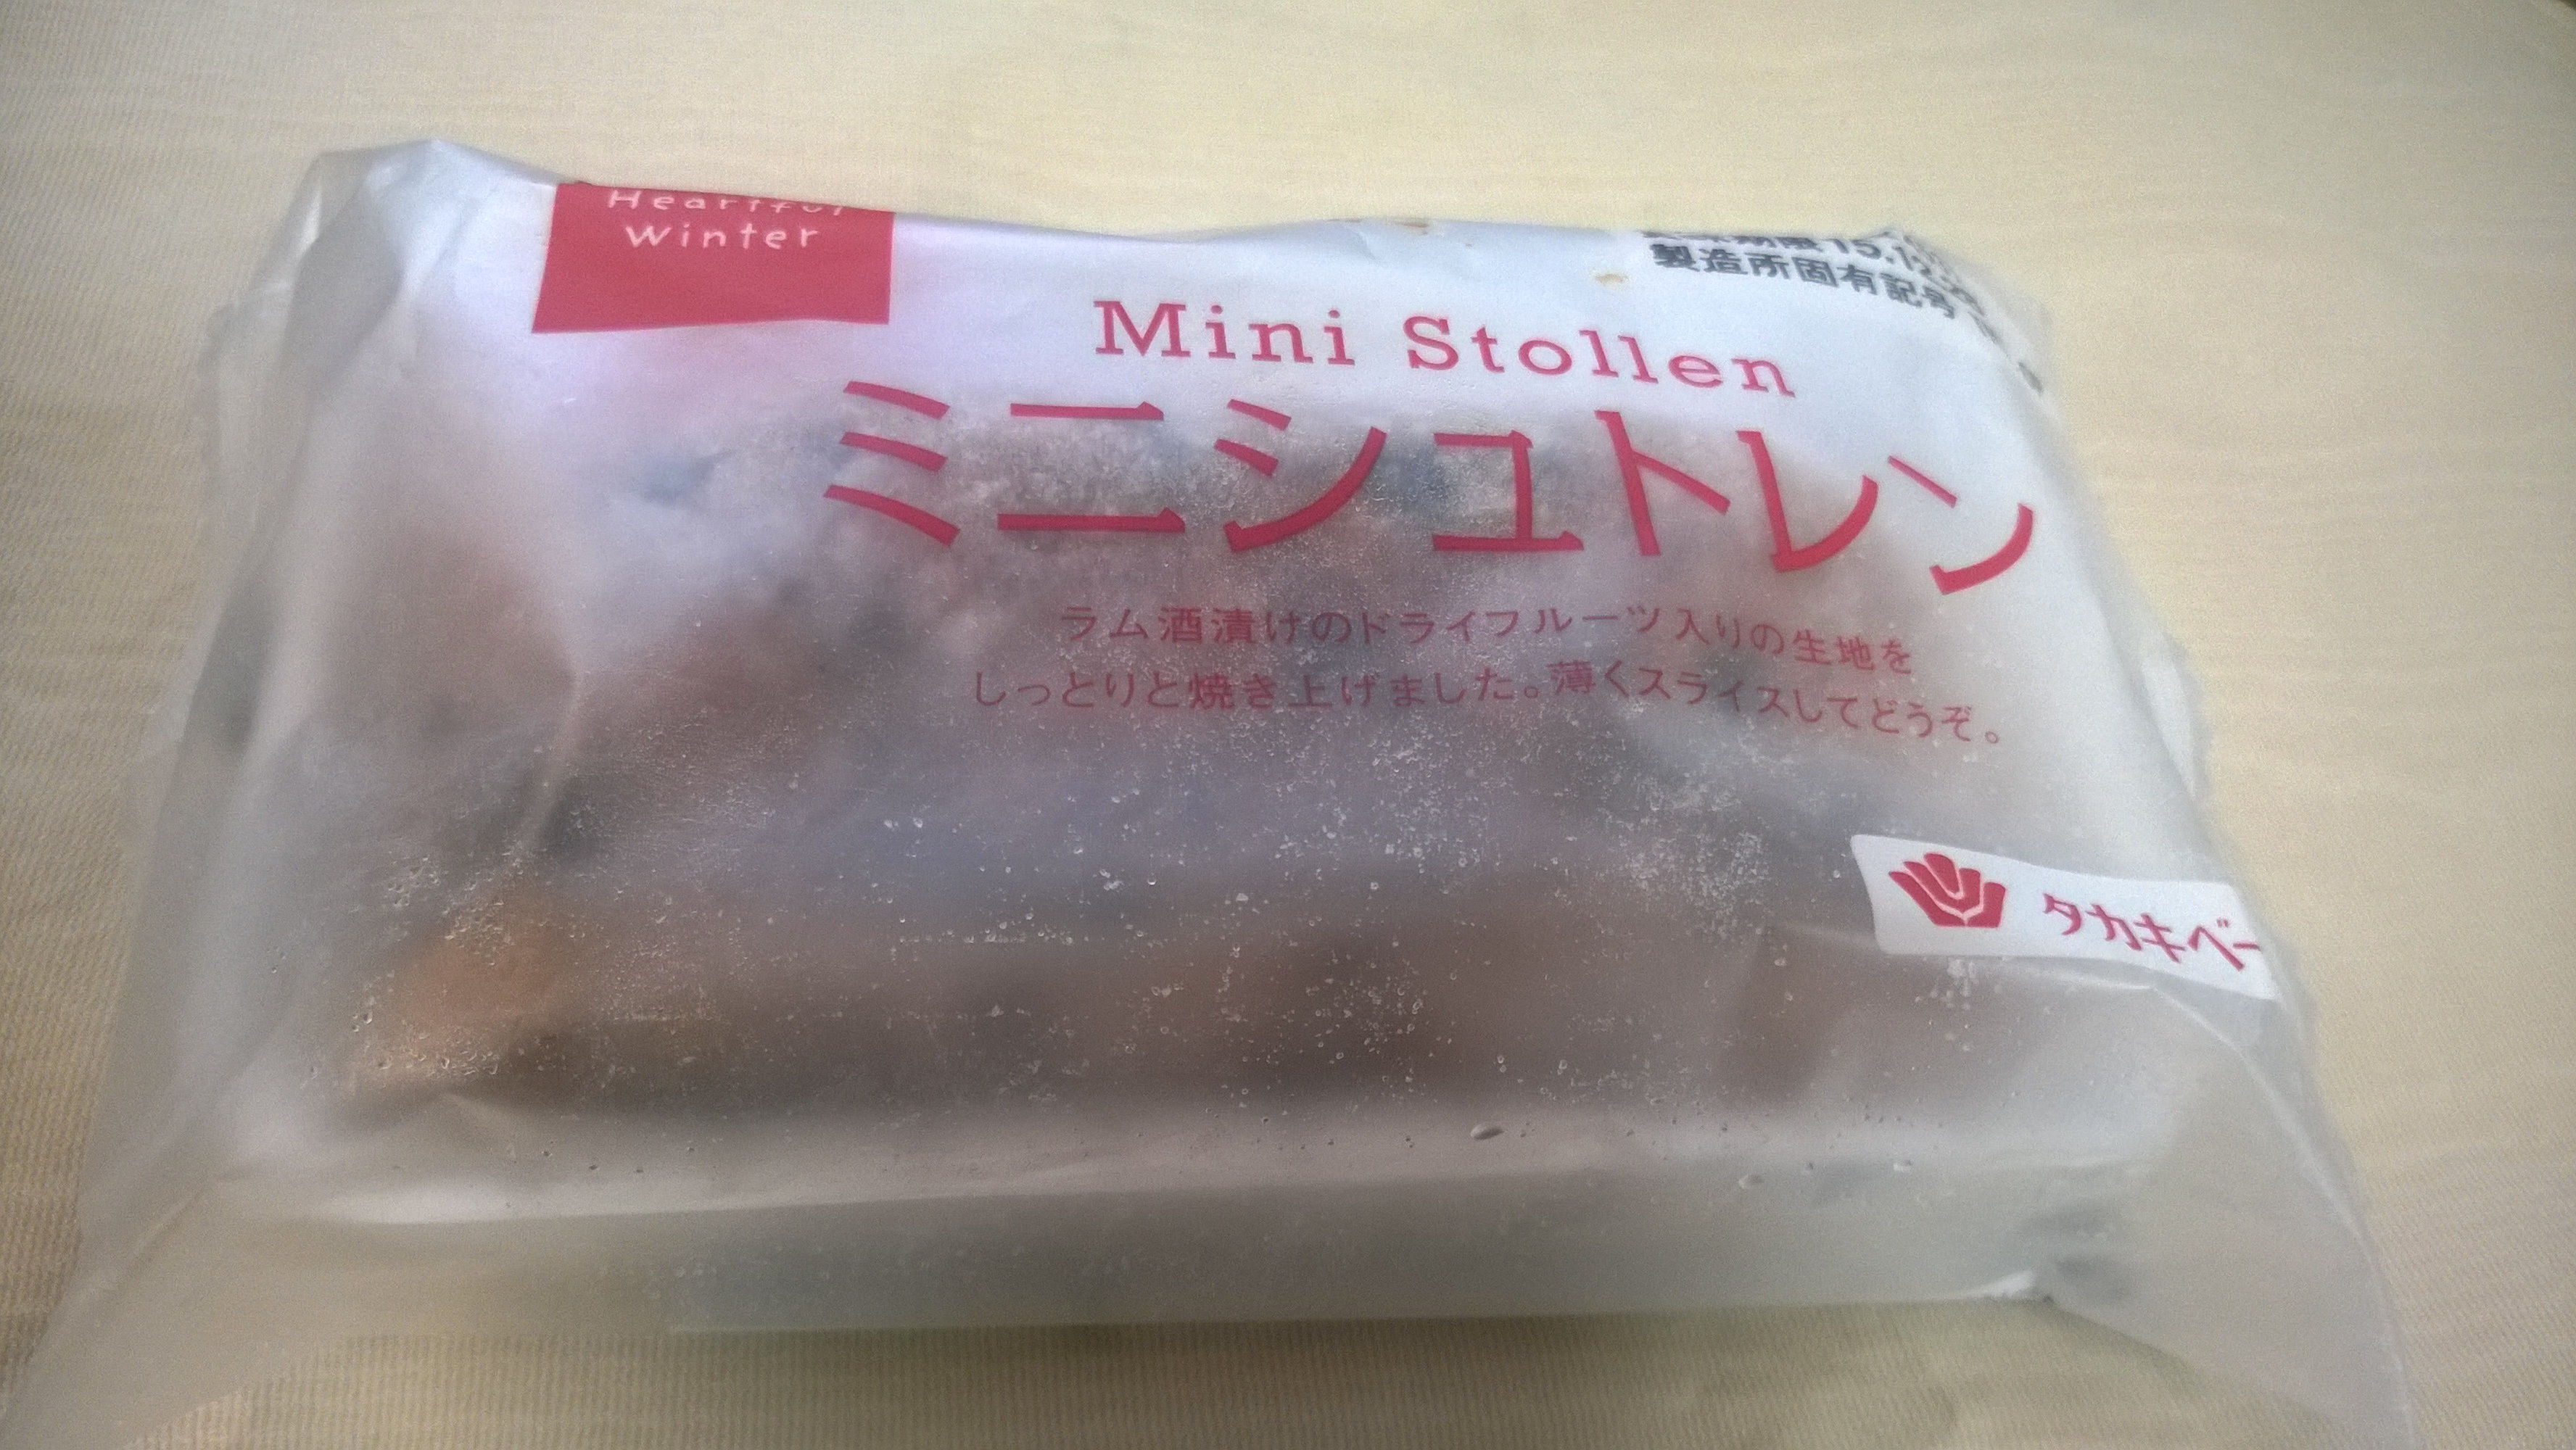 Heartful
Winter
製造所固有記号
Mini Stollen
ミニシュトレン
ラム酒漬けのドライフルーツ入りの生地を
しっとりと焼き上げました。薄くスライスしてどうぞ。
タカキベー